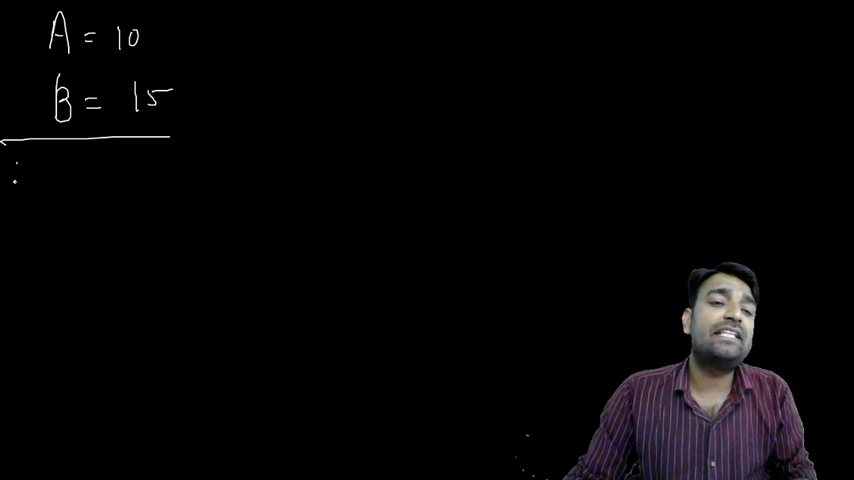 A = 10
B = 15
: